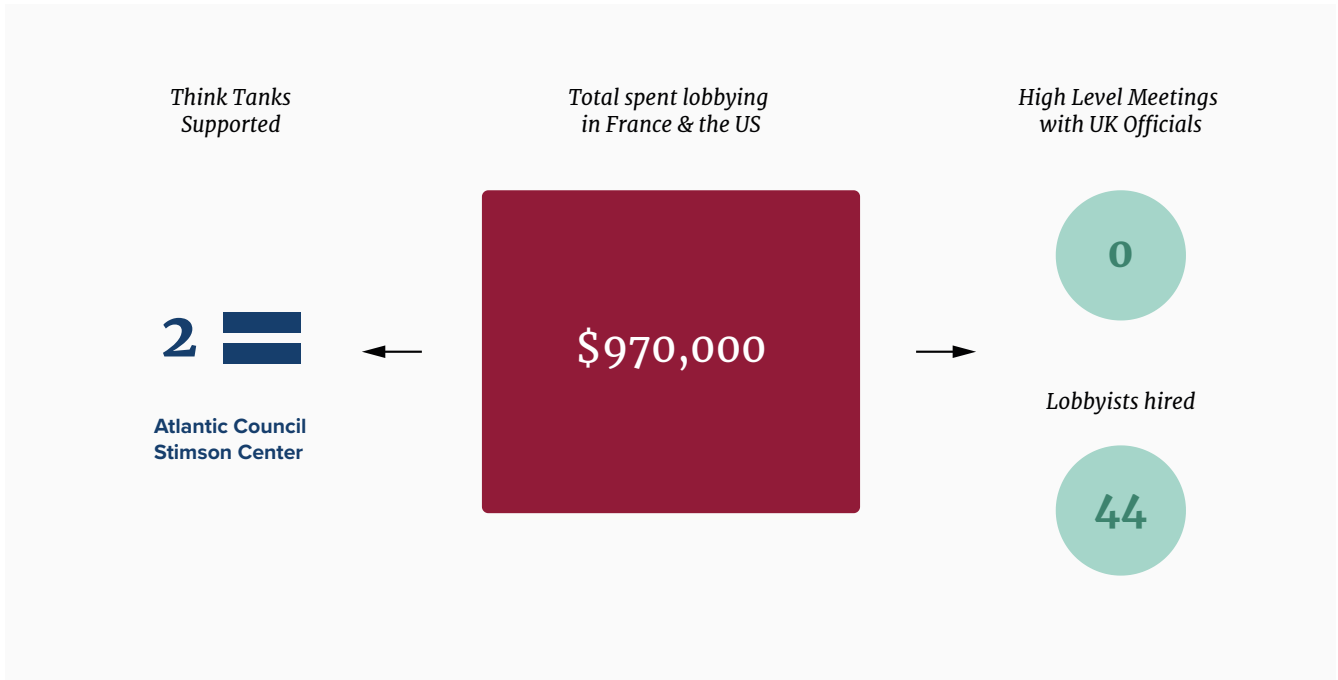 Think Tanks
Supported
2
Atlantic Council
Stimson Center
Total spent lobbying
in France & the US
$970,000
High Level Meetings
with UK Officials
0
Lobbyists hired
44